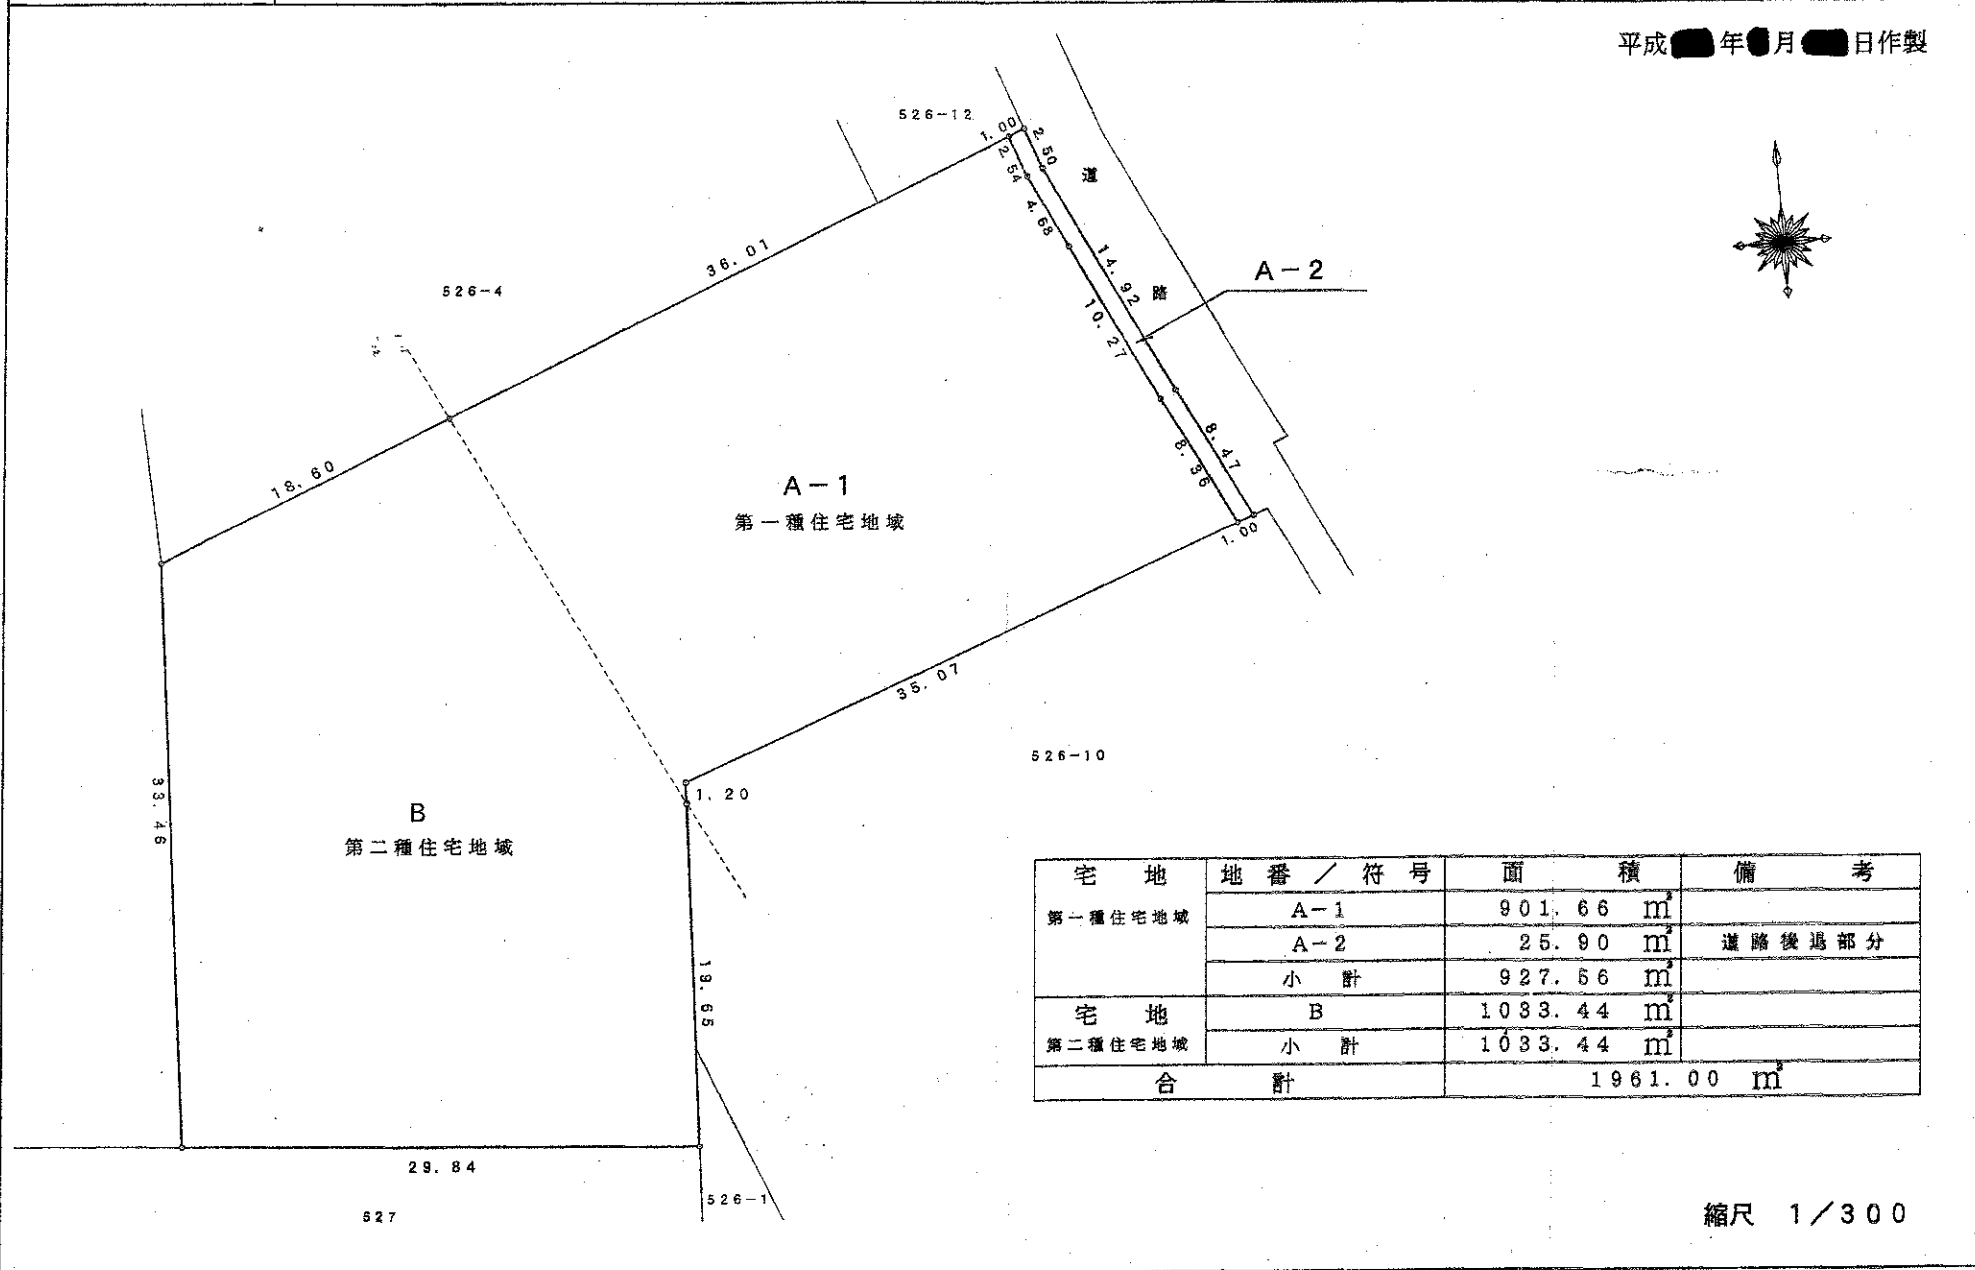 平成 年 月 日作製
526-12
1.00
2.50
2.54
道
4.68
36.01
14.92
A-2
526-4
路
10.27
18.60
8.47
8.36
A-1
第一種住宅地域
1.00
35.07
526-10
33.46
1.20
B
第二種住宅地域
19.65
29.84
526-1
527
宅地 地番/符号 面積 備考
第一種住宅地域 A-1 901.66 ㎡
A-2 25.90 ㎡ 道路後退部分
小計 927.56 ㎡
宅地 B 1033.44 ㎡
第二種住宅地域 小計 1033.44 ㎡
合計 1961.00 ㎡
縮尺 1/300